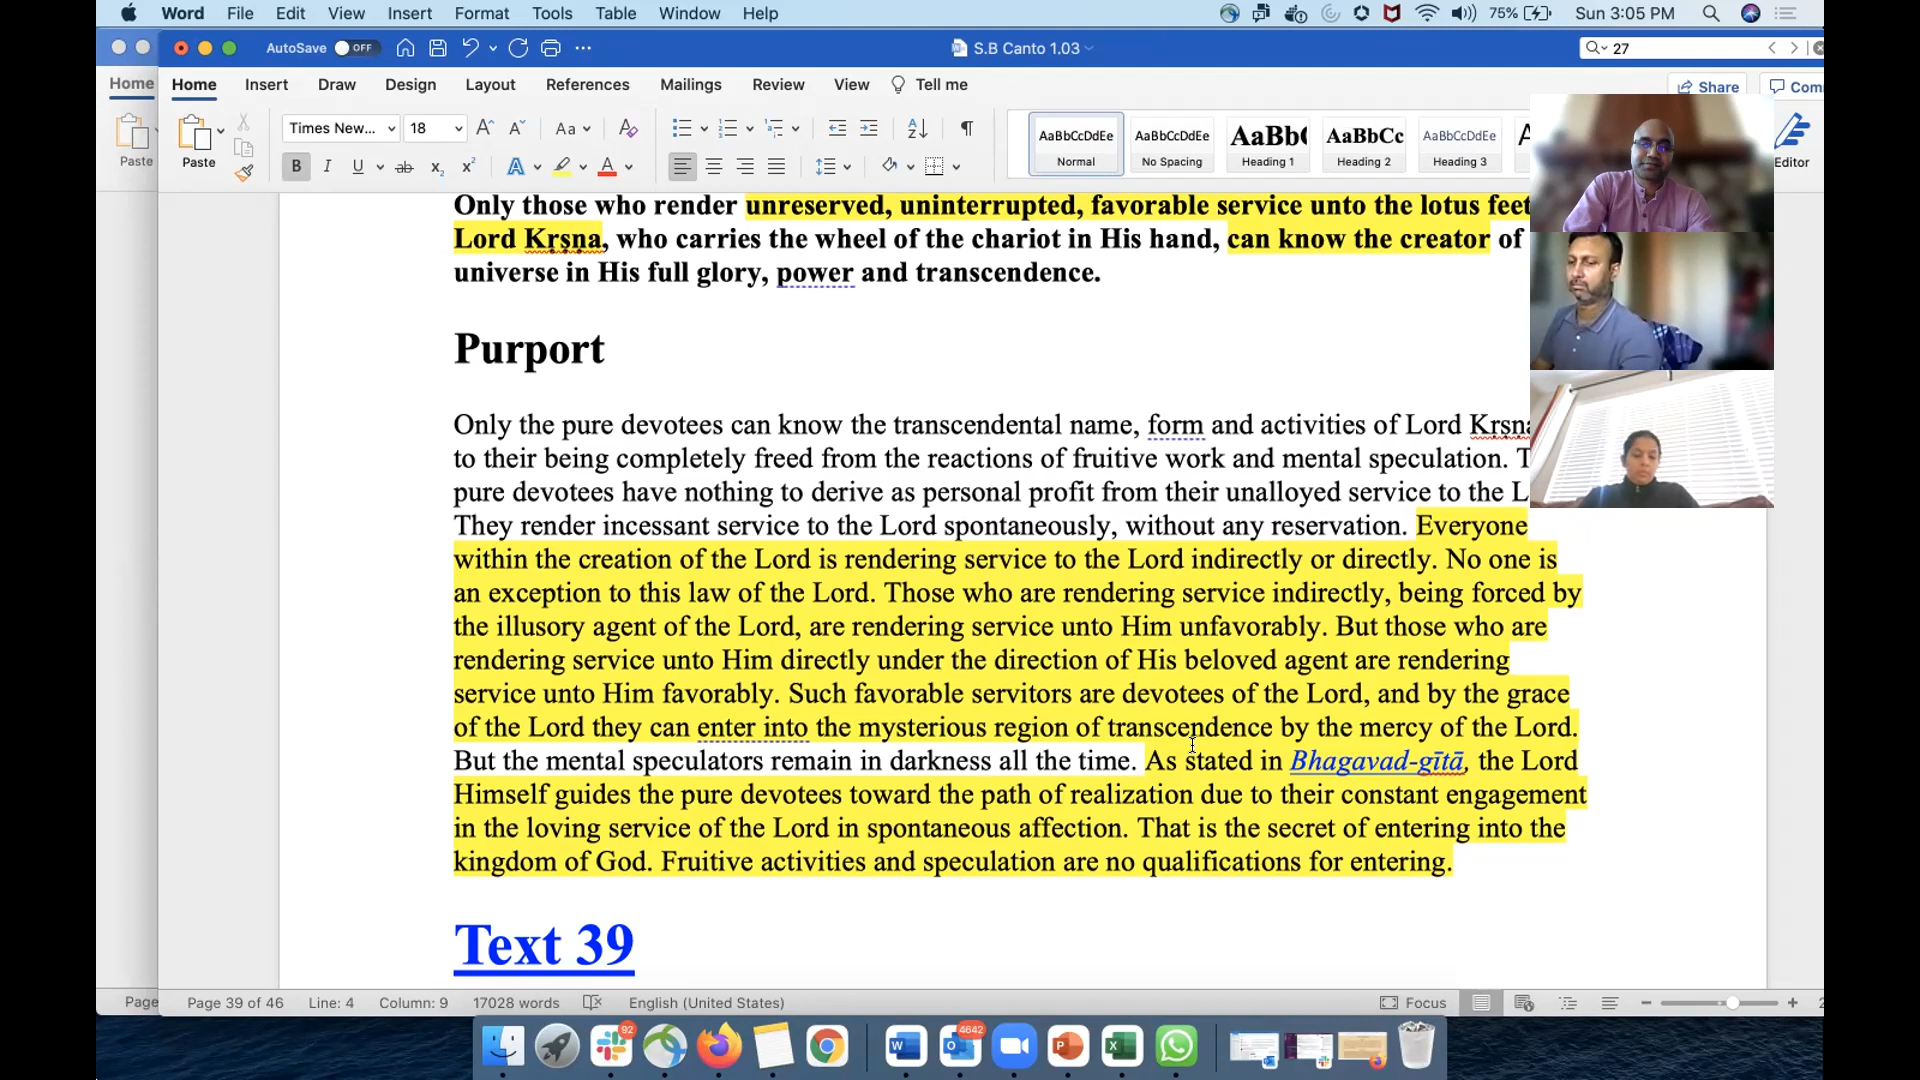 Word File Edit View Insert Format Tools Table Window Help 75% Sun 3:05 PM
AutoSave OFF S.B Canto 1.03 27
Home Home Insert Draw Design Layout References Mailings Review View Tell me Share Com
Times New... 18 Aa
AaBbCcDdEe AaBbCcDdEe AaBb( AaBbCc AaBbCcDdEe
Paste Paste B I U ab x₂ x² A A Normal No Spacing Heading 1 Heading 2 Heading 3 Editor
Only those who render unreserved, uninterrupted, favorable service unto the lotus feet
Lord Krsna, who carries the wheel of the chariot in His hand, can know the creator of
universe in His full glory, power and transcendence.
Purport
Only the pure devotees can know the transcendental name, form and activities of Lord Krsna
to their being completely freed from the reactions of fruitive work and mental speculation. T
pure devotees have nothing to derive as personal profit from their unalloyed service to the L
They render incessant service to the Lord spontaneously, without any reservation. Everyone
within the creation of the Lord is rendering service to the Lord indirectly or directly. No one is
an exception to this law of the Lord. Those who are rendering service indirectly, being forced by
the illusory agent of the Lord, are rendering service unto Him unfavorably. But those who are
rendering service unto Him directly under the direction of His beloved agent are rendering
service unto Him favorably. Such favorable servitors are devotees of the Lord, and by the grace
of the Lord they can enter into the mysterious region of transcendence by the mercy of the Lord.
But the mental speculators remain in darkness all the time. As stated in Bhagavad-gītā, the Lord
Himself guides the pure devotees toward the path of realization due to their constant engagement
in the loving service of the Lord in spontaneous affection. That is the secret of entering into the
kingdom of God. Fruitive activities and speculation are no qualifications for entering.
Text 39
Page Page 39 of 46 Line: 4 Column: 9 17028 words English (United States) Focus
92 4642